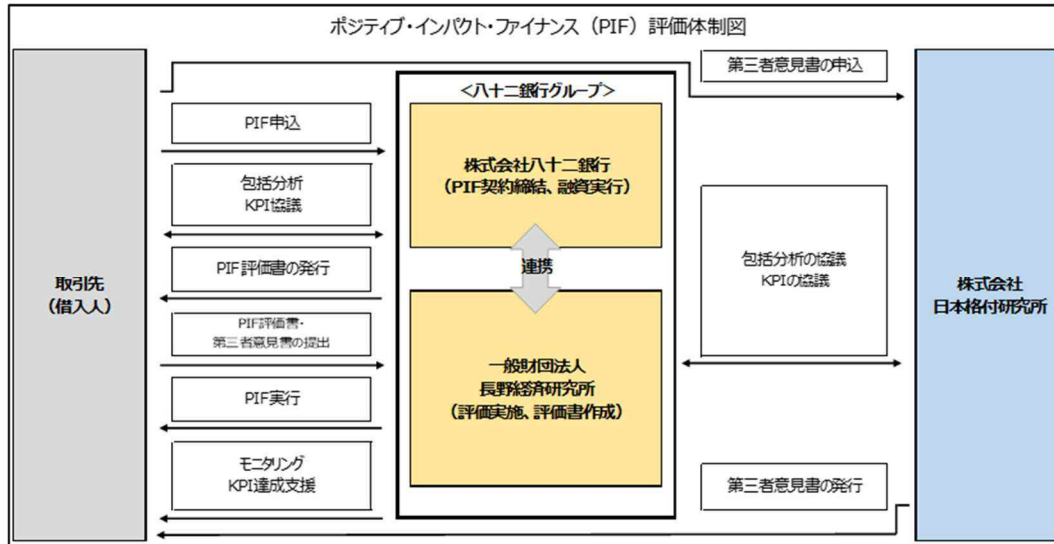 ポジティブ・インパクト・ファイナンス（PIF）評価体制図
取引先
（借入人）
PIF申込
包括分析
KPI協議
PIF評価書の発行
PIF評価書・
第三者意見書の提出
PIF実行
モニタリング
KPI達成支援
＜八十二銀行グループ＞
株式会社八十二銀行
（PIF契約締結、融資実行）
連携
一般財団法人
長野経済研究所
（評価実施、評価書作成）
第三者意見書の申込
包括分析の協議
KPIの協議
第三者意見書の発行
株式会社
日本格付研究所